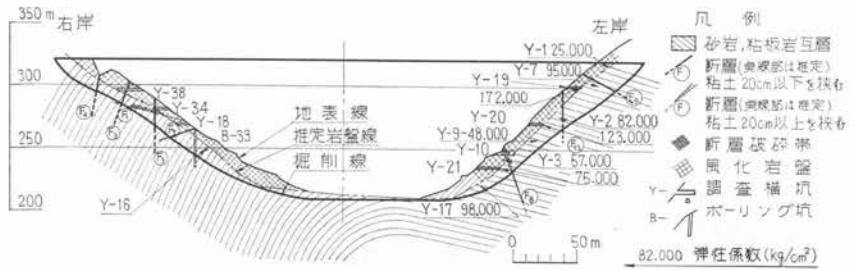 350m 右岸
左岸
300
250
200
Y-38
Y-34
Y-18
B-33
Y-16
地表線
推定岩盤線
掘削線
Y-1 25.000
Y-7 95000
Y-19
172.000
Y-20
Y-9-48.000
Y-10
Y-21
Y-2 82.000
123.000
Y-3 57.000
75.000
Y-17 98.000
0 50m
凡例
砂岩,粘板岩互層
断層(東線部は推定)
粘土20cm以下を挟む
断層(東線部は推定)
粘土20cm以上を挟む
断層破砕帯
風化岩盤
Y- 調査横坑
B- ボーリング坑
82.000 弾性係数(kg/cm²)